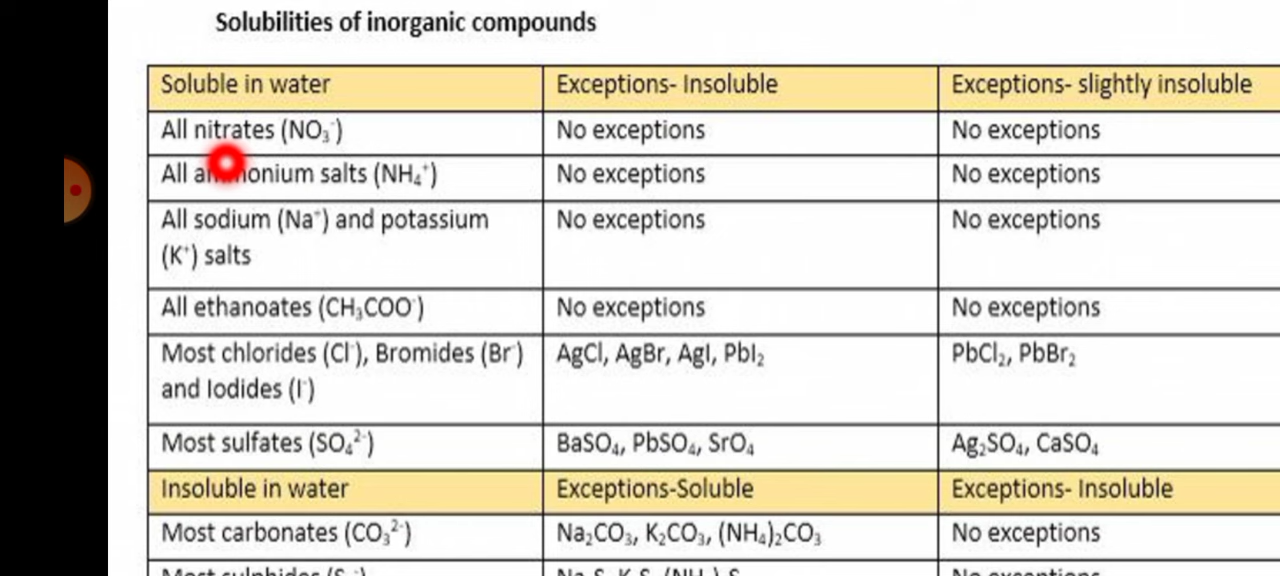 Solubilities of inorganic compounds
Soluble in water Exceptions- Insoluble Exceptions- slightly insoluble
All nitrates (NO₃⁻) No exceptions No exceptions
All salts (NH₄⁺) No exceptions No exceptions
All sodium (Na⁺) and potassium No exceptions No exceptions
(K⁺) salts
All ethanoates (CH₃COO⁻) No exceptions No exceptions
Most chlorides (Cl⁻), Bromides (Br⁻) AgCl, AgBr, AgI, PbI₂ PbCl₂, PbBr₂
and Iodides (I⁻)
Most sulfates (SO₄²⁻) BaSO₄, PbSO₄, SrO₄ Ag₂SO₄, CaSO₄
Insoluble in water Exceptions-Soluble Exceptions- Insoluble
Most carbonates (CO₃²⁻) Na₂CO₃, K₂CO₃, (NH₄)₂CO₃ No exceptions